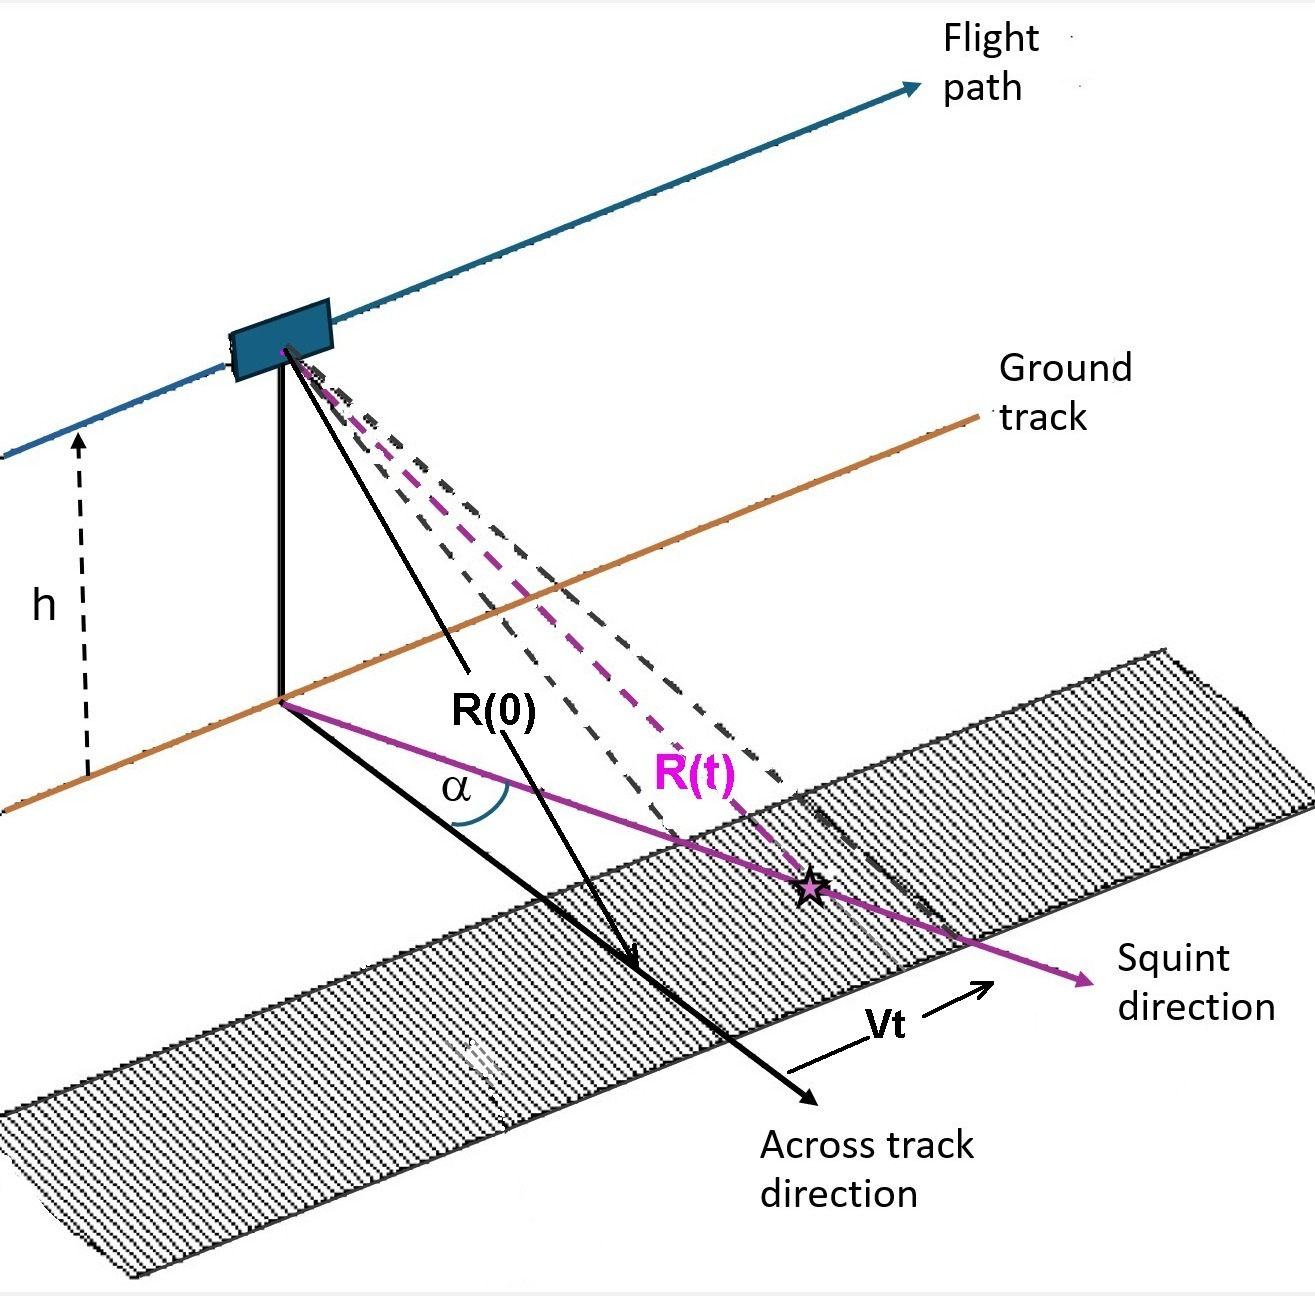 Flight
path
Ground
track
h
R(0)
R(t)
α
Squint
direction
Vt
Across track
direction